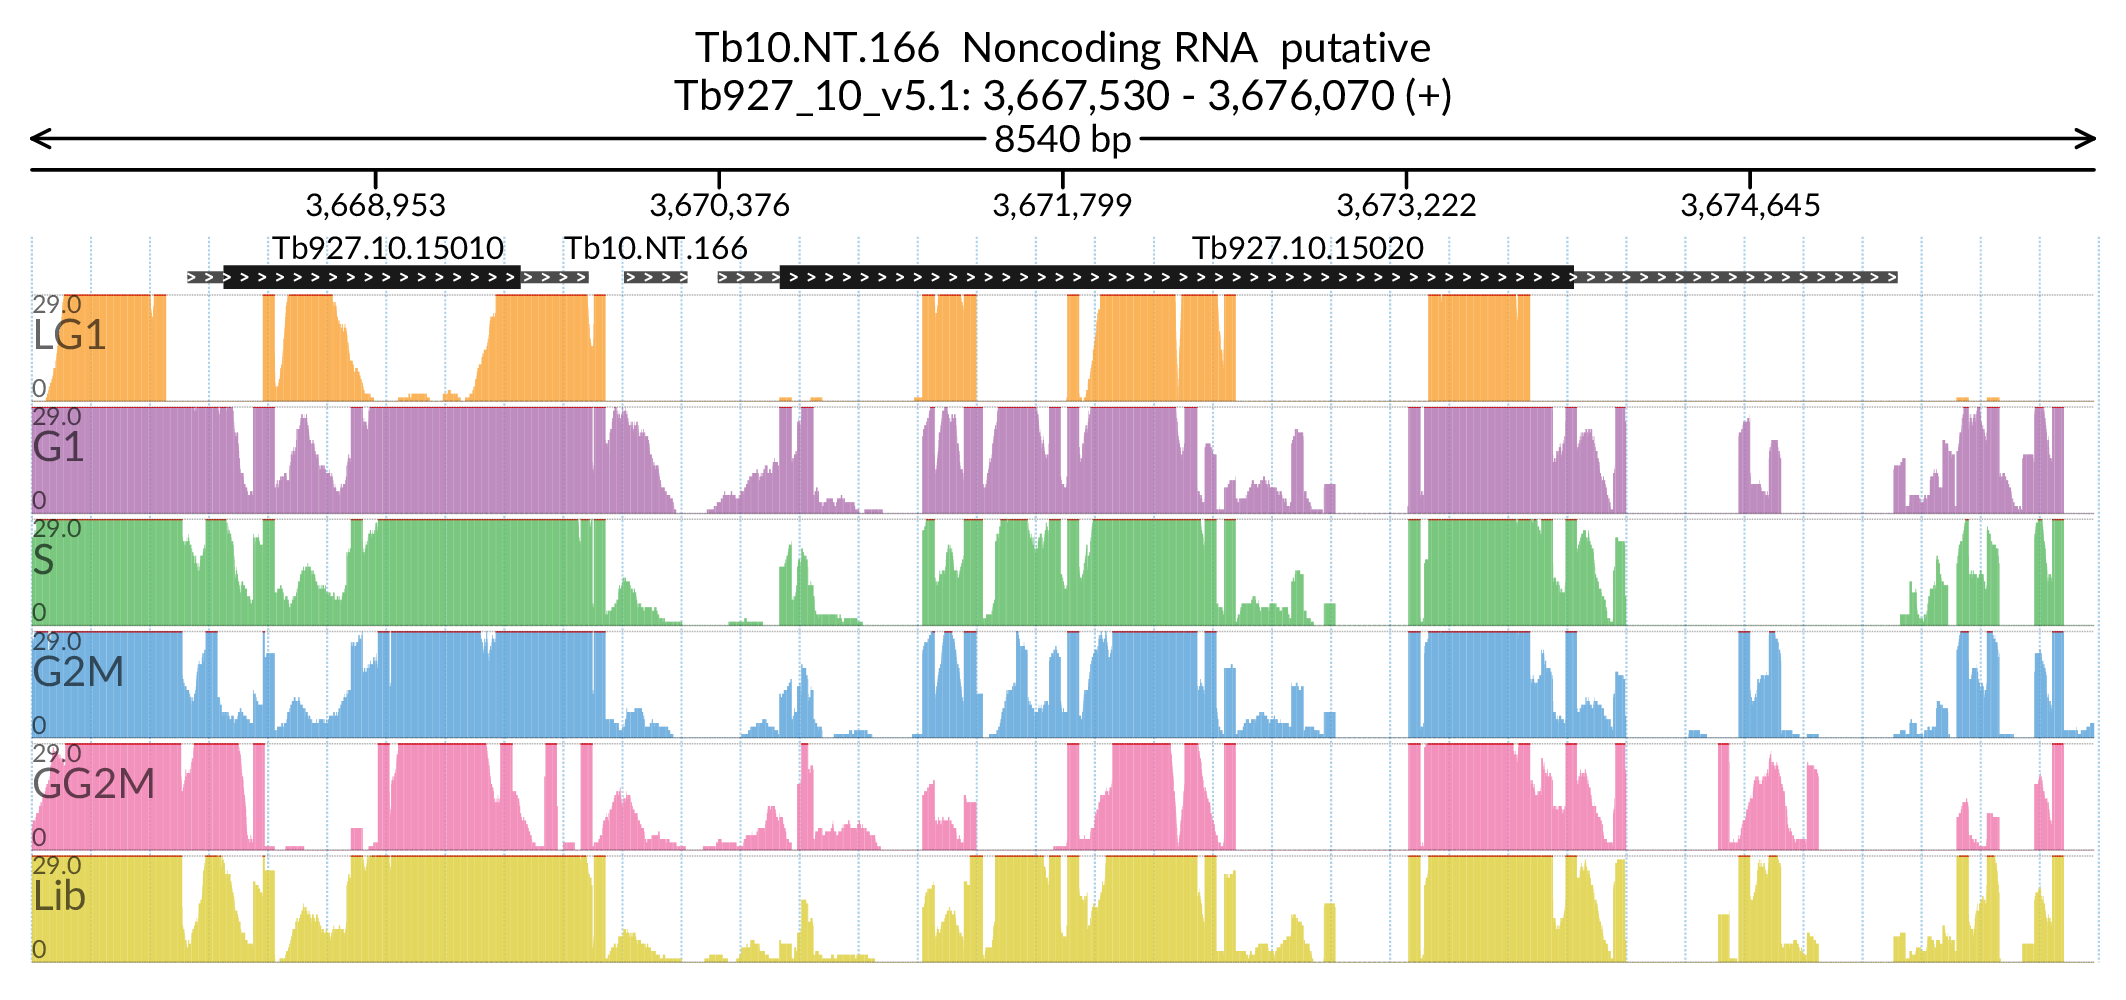 Tb10.NT.166 Noncoding RNA putative
Tb927_10_v5.1: 3,667,530 - 3,676,070 (+)
8540 bp
3,668,953 3,670,376 3,671,799 3,673,222 3,674,645
Tb927.10.15010 Tb10.NT.166 Tb927.10.15020
29.0
LG1
0
29.0
G1
0
29.0
S
0
29.0
G2M
0
29.0
GG2M
0
29.0
Lib
0